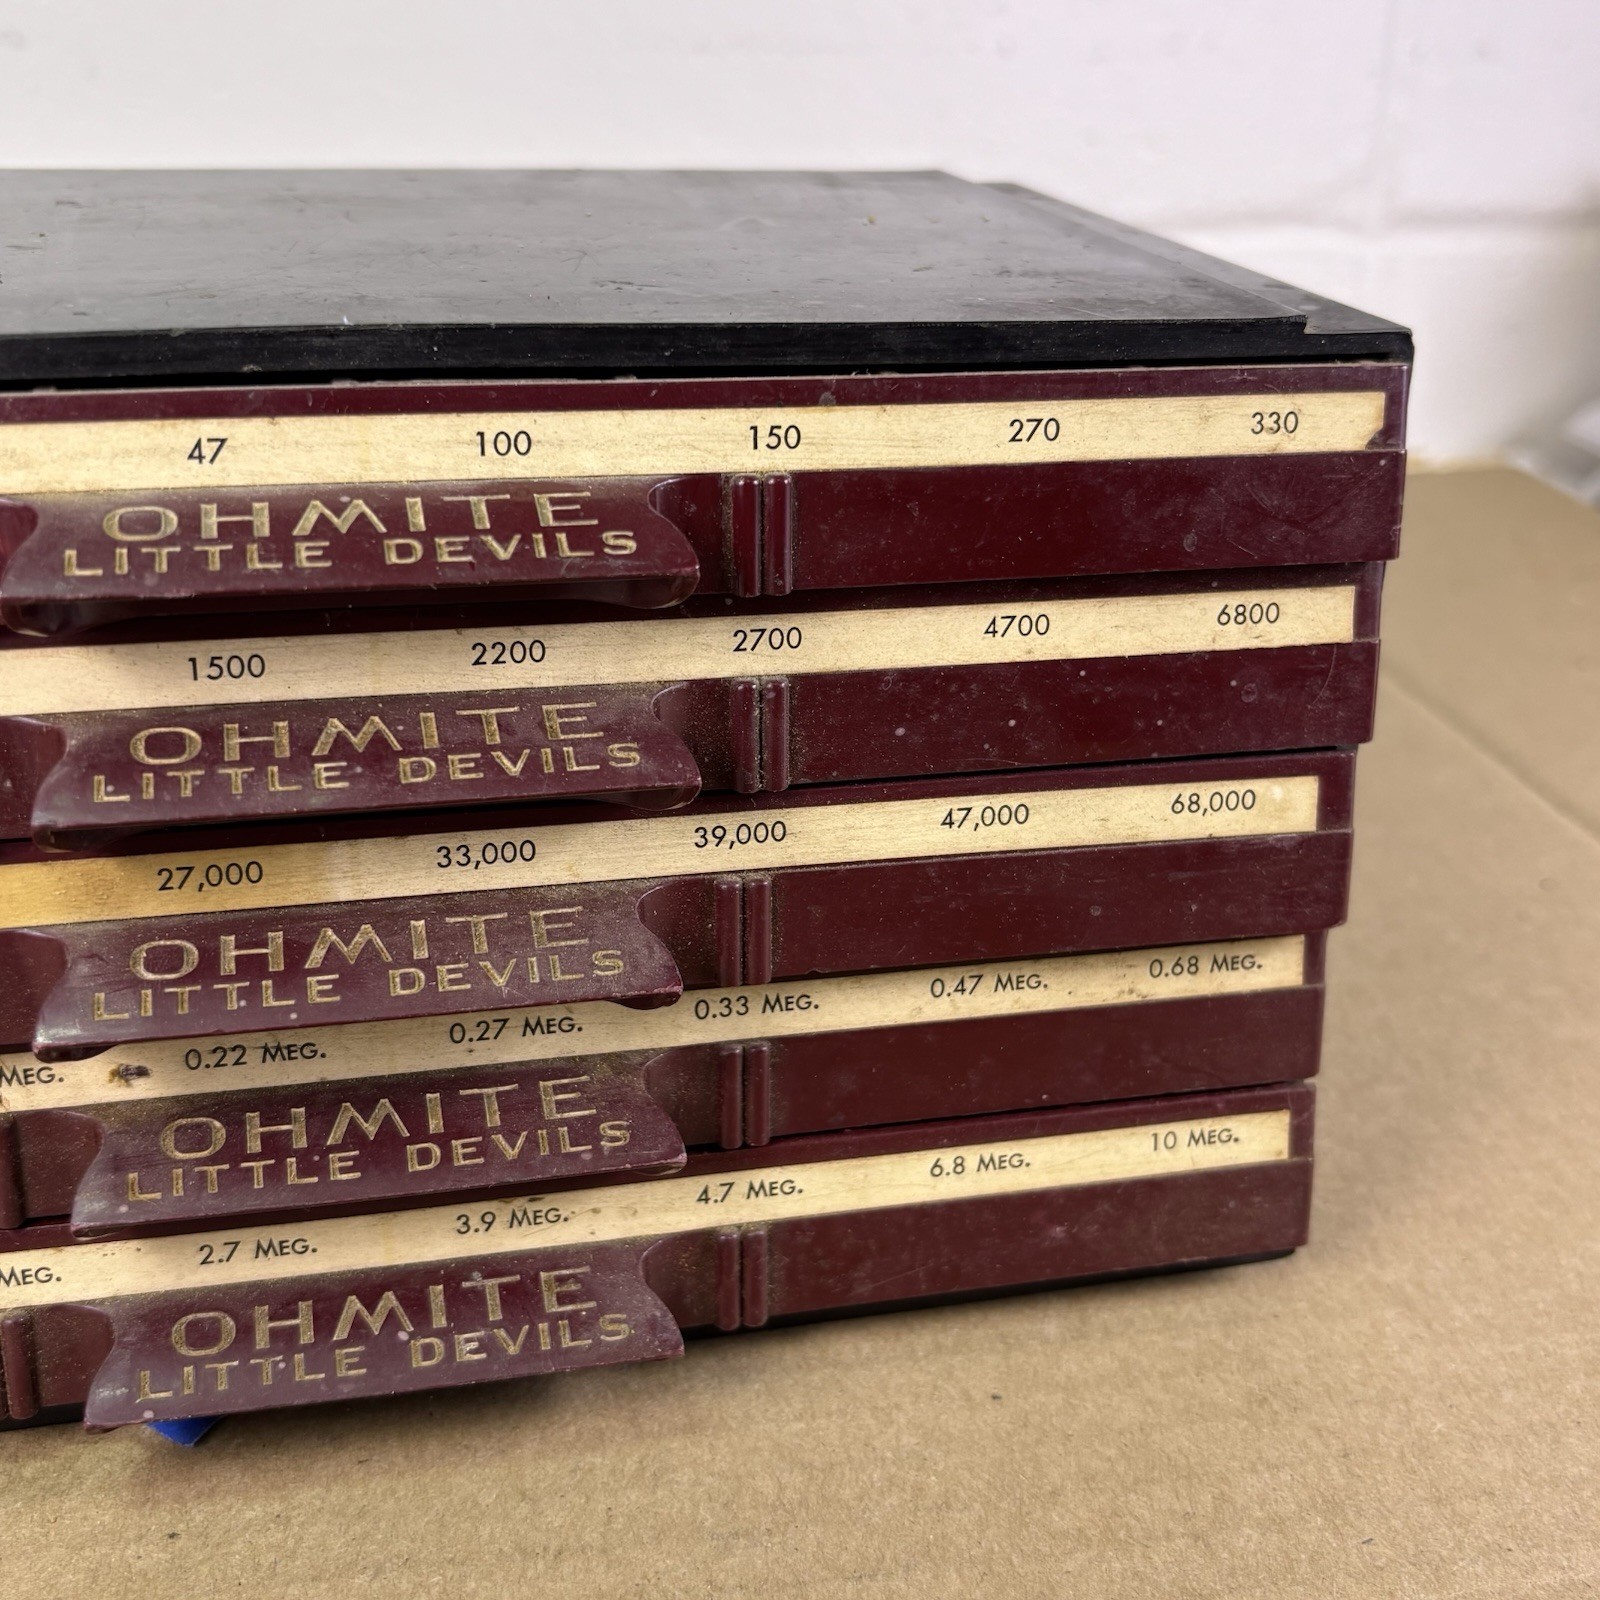 47 100 150 270 330
OHMITE
LITTLE DEVILS
1500 2200 2700 4700 6800
OHMITE
LITTLE DEVILS
27,000 33,000 39,000 47,000 68,000
OHMITE
LITTLE DEVILS
MEG. 0.22 MEG. 0.27 MEG. 0.33 MEG. 0.47 MEG. 0.68 MEG.
OHMITE
LITTLE DEVILS
MEG. 2.7 MEG. 3.9 MEG. 4.7 MEG. 6.8 MEG. 10 MEG.
OHMITE
LITTLE DEVILS